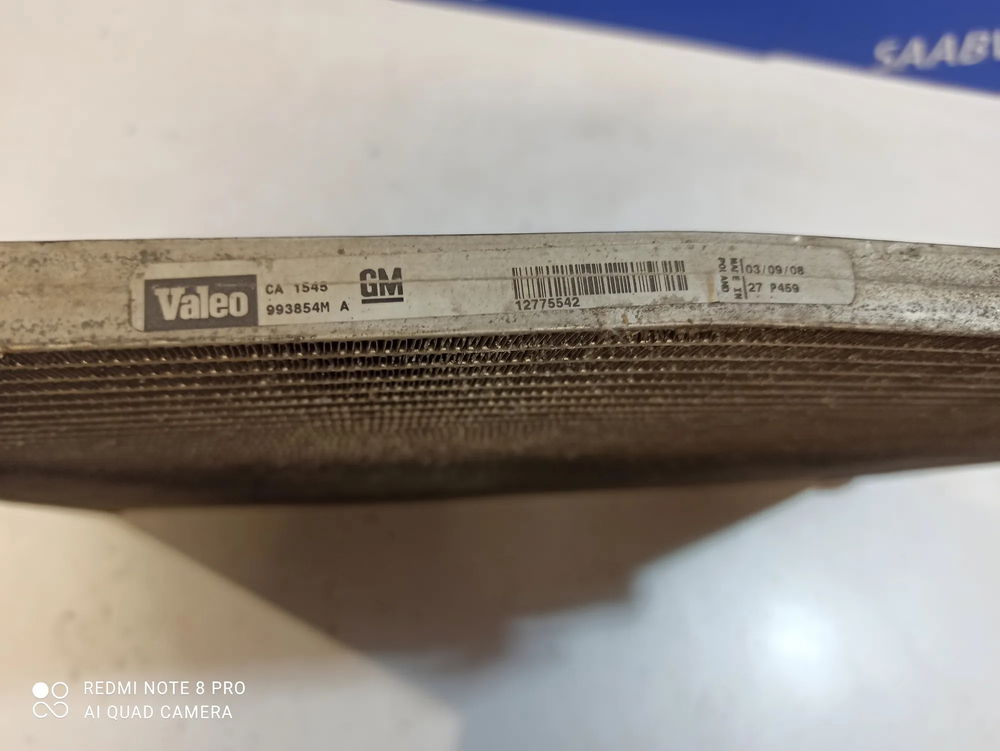 SAAB
Valeo
CA 1545
993854M A
GM
12775542
MADE IN
POLAND
03/09/08
27 P459
REDMI NOTE 8 PRO
AI QUAD CAMERA